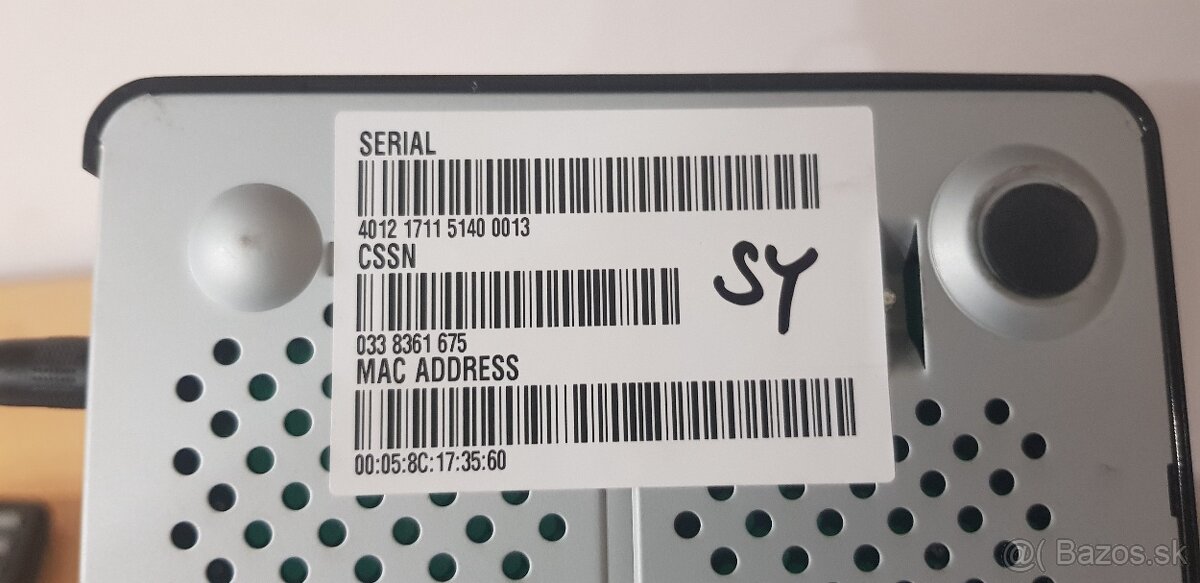 SERIAL
4012 1711 5140 0013
CSSN
SY
033 8361 675
MAC ADDRESS
00:05:8C:17:35:60
@( Bazos.sk